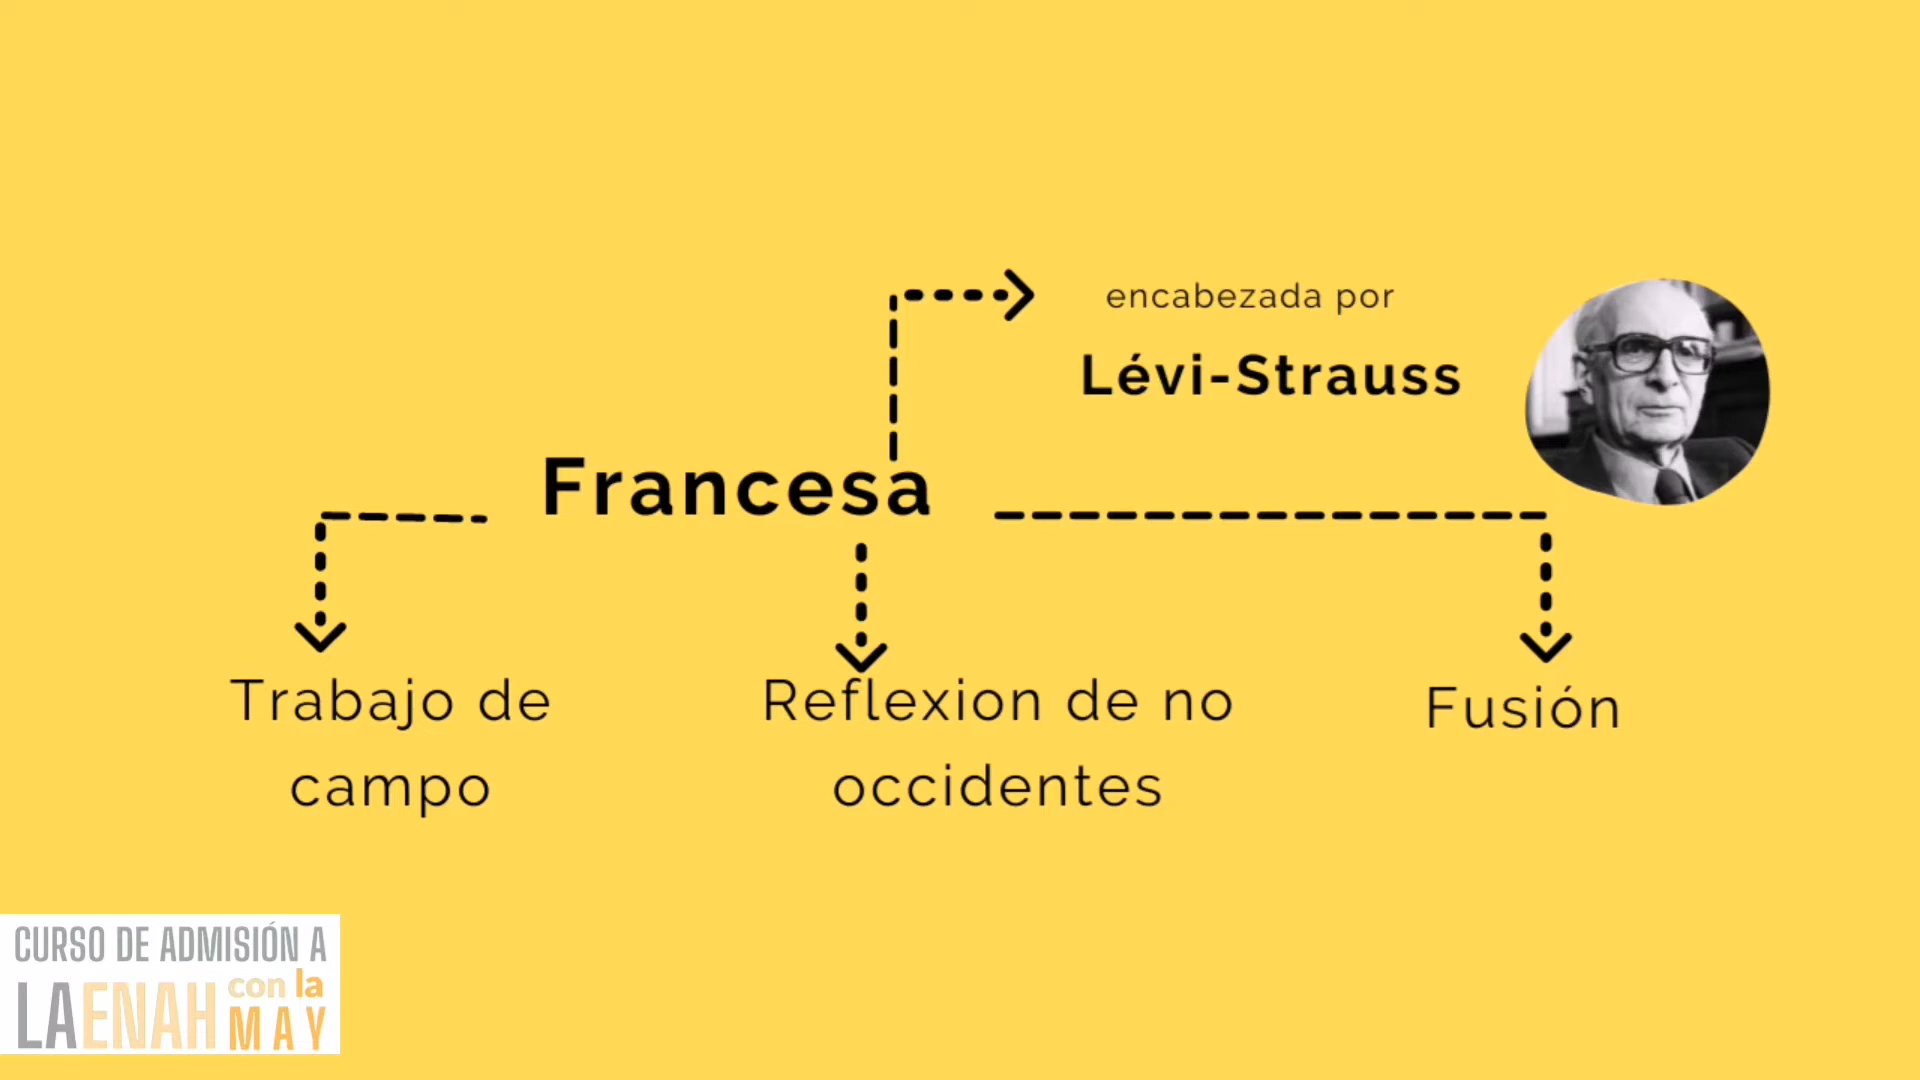 encabezada por
Lévi-Strauss
Francesa
Trabajo de
campo
Reflexion de no
occidentes
Fusión
CURSO DE ADMISIÓN A
LAENAH con la
MAY